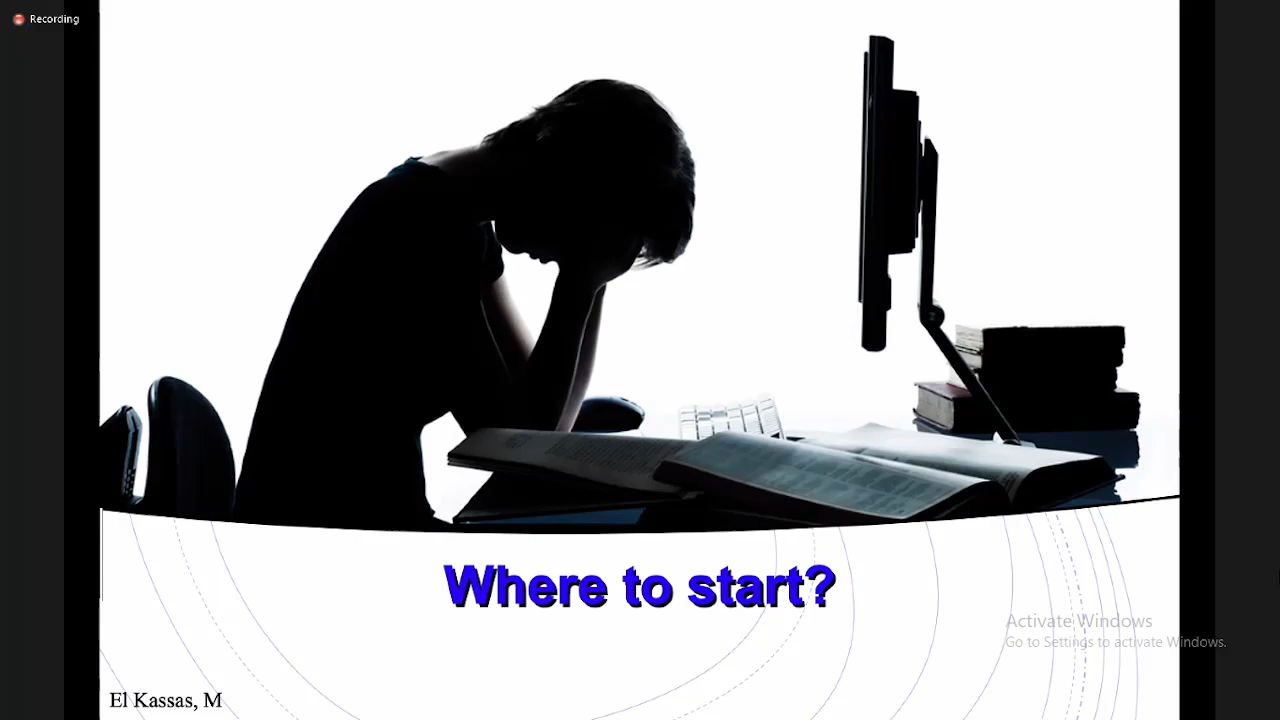 Recording
Where to start?
Activate Windows
Go to Settings to activate Windows.
El Kassas, M